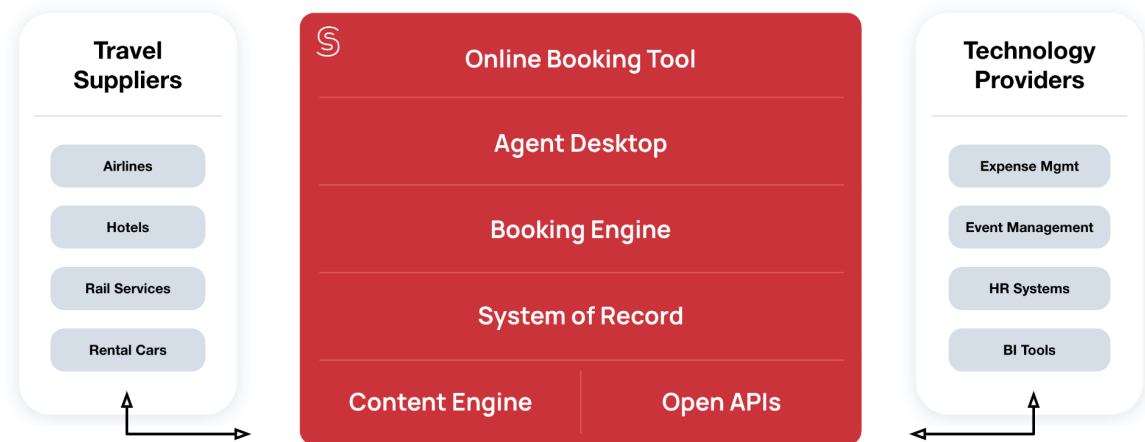 Travel
Suppliers
Airlines
Hotels
Rail Services
Rental Cars
S
Online Booking Tool
Agent Desktop
Booking Engine
System of Record
Content Engine
Open APIs
Technology
Providers
Expense Mgmt
Event Management
HR Systems
BI Tools